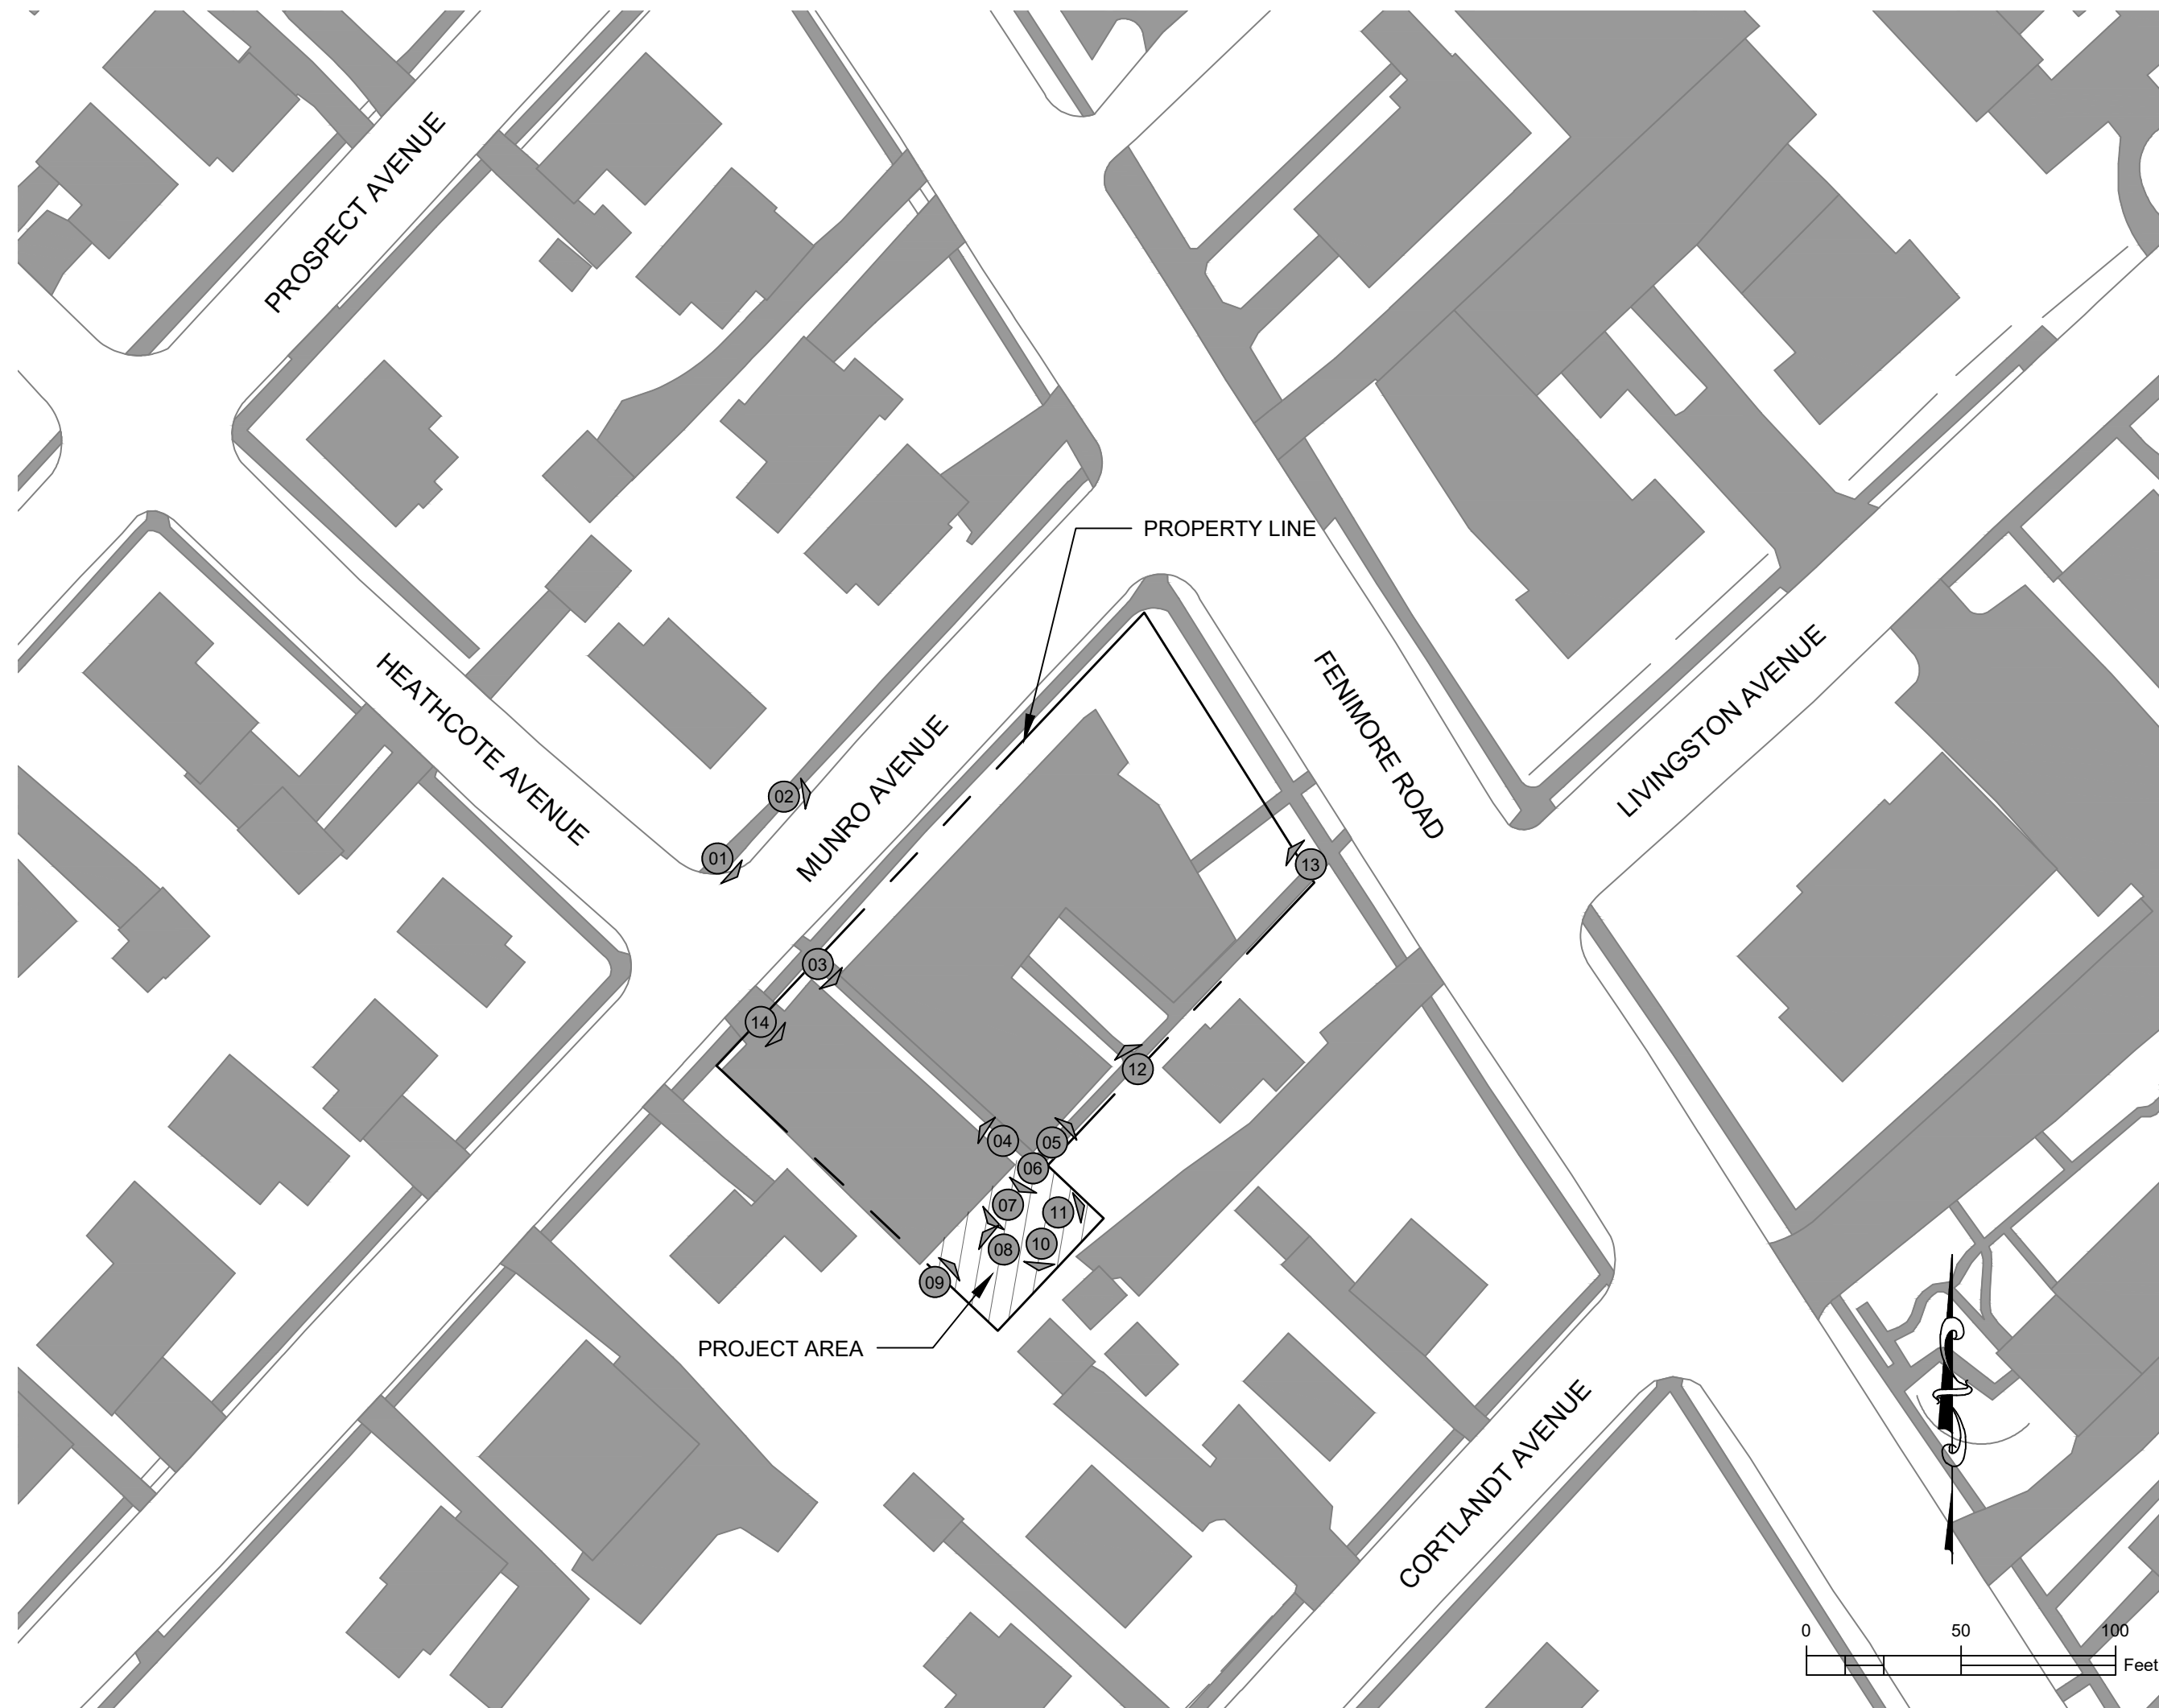 PROSPECT AVENUE
PROPERTY LINE
HEATHCOTE AVENUE
MUNRO AVENUE
FENIMORE ROAD
LIVINGSTON AVENUE
02
01
13
03
14
12
04
05
06
07
11
10
08
09
PROJECT AREA
CORTLANDT AVENUE
0 50 100
Feet